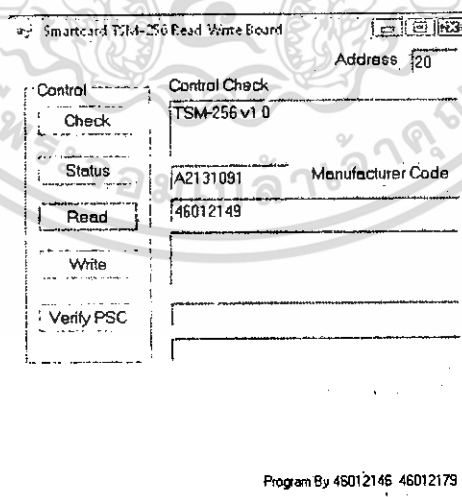 Smartcard TSM-256 Read Write Board
Address 20
Control
Control Check
Check
TSM-256 v1 0
Status
A2131091 Manufacturer Code
Read
46012149
Write
Verify PSC
Program By 46012146 46012179